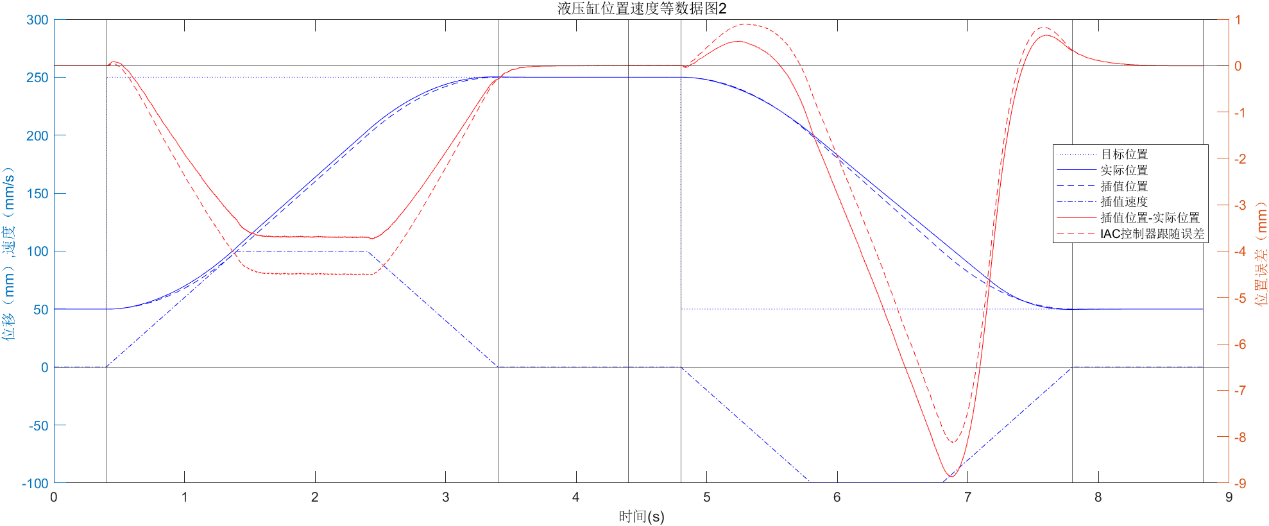 液压缸位置速度等数据图2
300
250
200
150
100
50
0
-50
-100
位移（mm）,速度（mm/s）
1
0
-1
-2
-3
-4
-5
-6
-7
-8
-9
位置误差（mm）
目标位置
实际位置
插值位置
插值速度
插值位置-实际位置
IAC控制器跟随误差
0 1 2 3 4 5 6 7 8 9
时间(s)